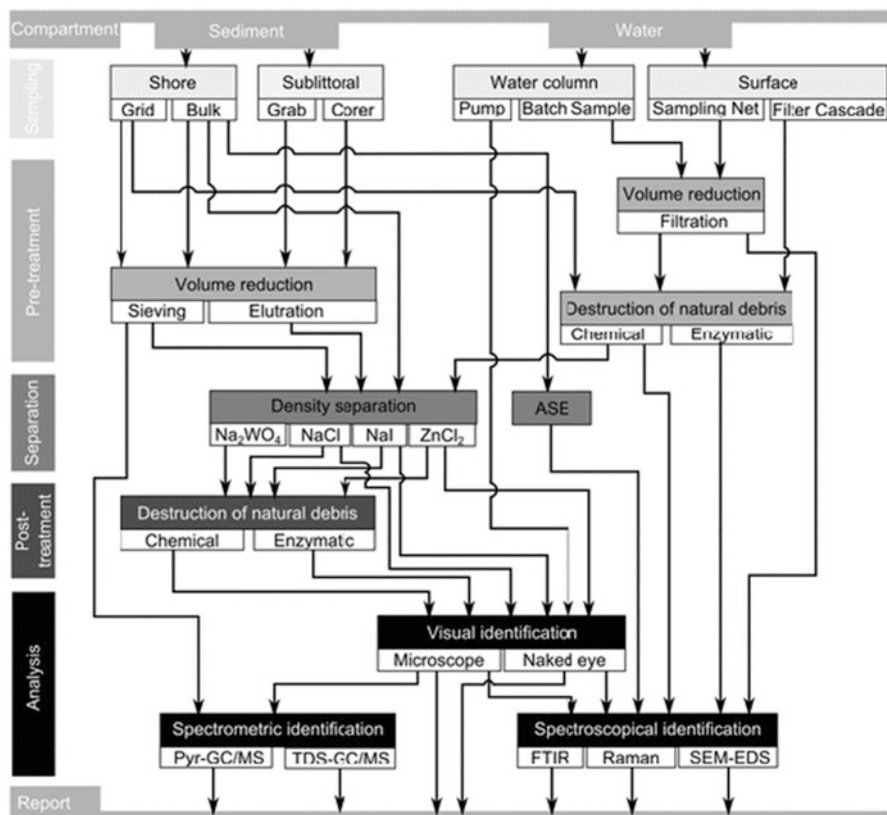 Compartment
Sediment
Water
Sampling
Shore
Sublittoral
Water column
Surface
Grid
Bulk
Grab
Corer
Pump
Batch Sample
Sampling Net
Filter Cascade
Pre-treatment
Volume reduction
Filtration
Volume reduction
Sieving
Elutration
Destruction of natural debris
Chemical
Enzymatic
Separation
Density separation
Na₂WO₄
NaCl
NaI
ZnCl₂
ASE
Post-
treatment
Destruction of natural debris
Chemical
Enzymatic
Analysis
Visual identification
Microscope
Naked eye
Spectrometric identification
Pyr-GC/MS
TDS-GC/MS
Spectroscopical identification
FTIR
Raman
SEM-EDS
Report